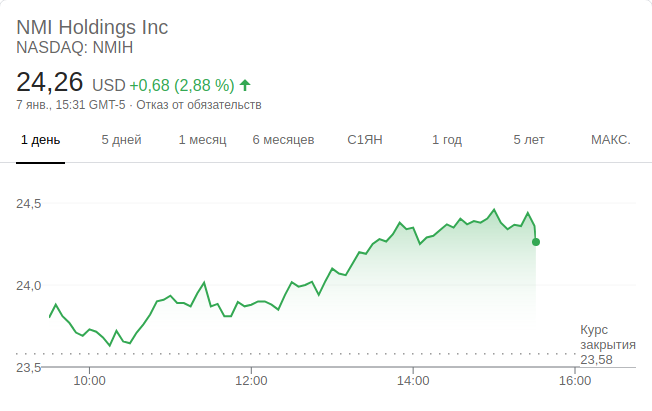 NMI Holdings Inc
NASDAQ: NMIH
24,26 USD +0,68 (2,88 %)
7 янв., 15:31 GMT-5 · Отказ от обязательств
1 день 5 дней 1 месяц 6 месяцев С1ЯН 1 год 5 лет МАКС.
24,5
24,0
Курс
закрытия
23,58
23,5
10:00 12:00 14:00 16:00